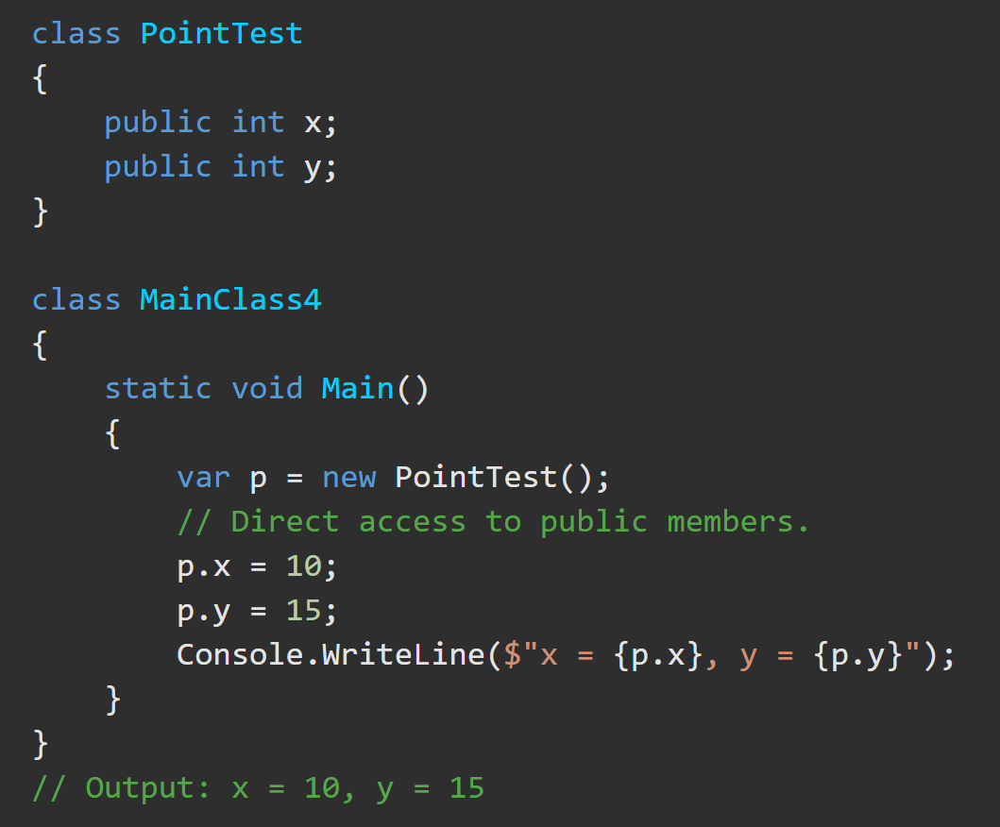 class PointTest
{
    public int x;
    public int y;
}

class MainClass4
{
    static void Main()
    {
        var p = new PointTest();
        // Direct access to public members.
        p.x = 10;
        p.y = 15;
        Console.WriteLine($"x = {p.x}, y = {p.y}");
    }
}
// Output: x = 10, y = 15